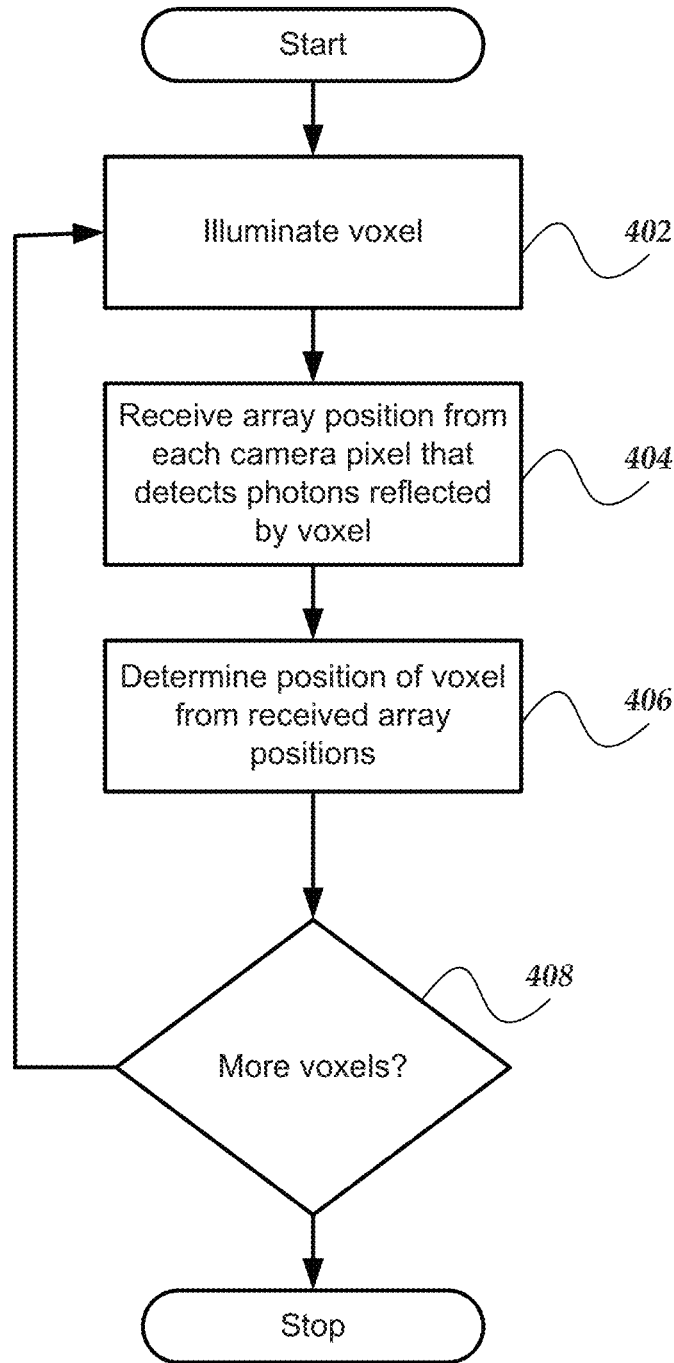 Start
Illuminate voxel
402
Receive array position from
each camera pixel that
detects photons reflected
by voxel
404
Determine position of voxel
from received array
positions
406
408
More voxels?
Stop